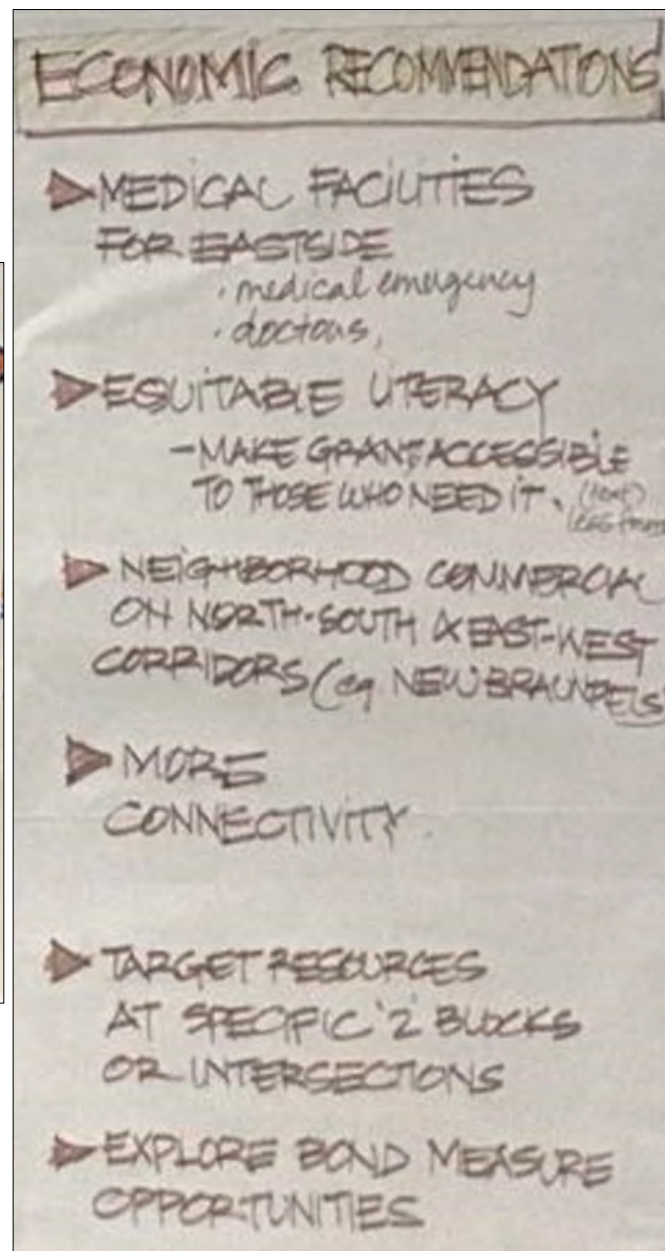 ECONOMIC RECOMMENDATIONS
▶ MEDICAL FACILITIES
FOR EASTSIDE
· medical emergency
· doctors,
▶ EQUITABLE LITERACY
- MAKE GRANT ACCESSIBLE
TO THOSE WHO NEED IT.
▶ NEIGHBORHOOD COMMERCIAL
ON NORTH-SOUTH & EAST-WEST
CORRIDORS (eg NEW BRAUNFELS
▶ MORE
CONNECTIVITY
▶ TARGET RESOURCES
AT SPECIFIC '2' BLOCKS
OR INTERSECTIONS
▶ EXPLORE BOND MEASURE
OPPORTUNITIES